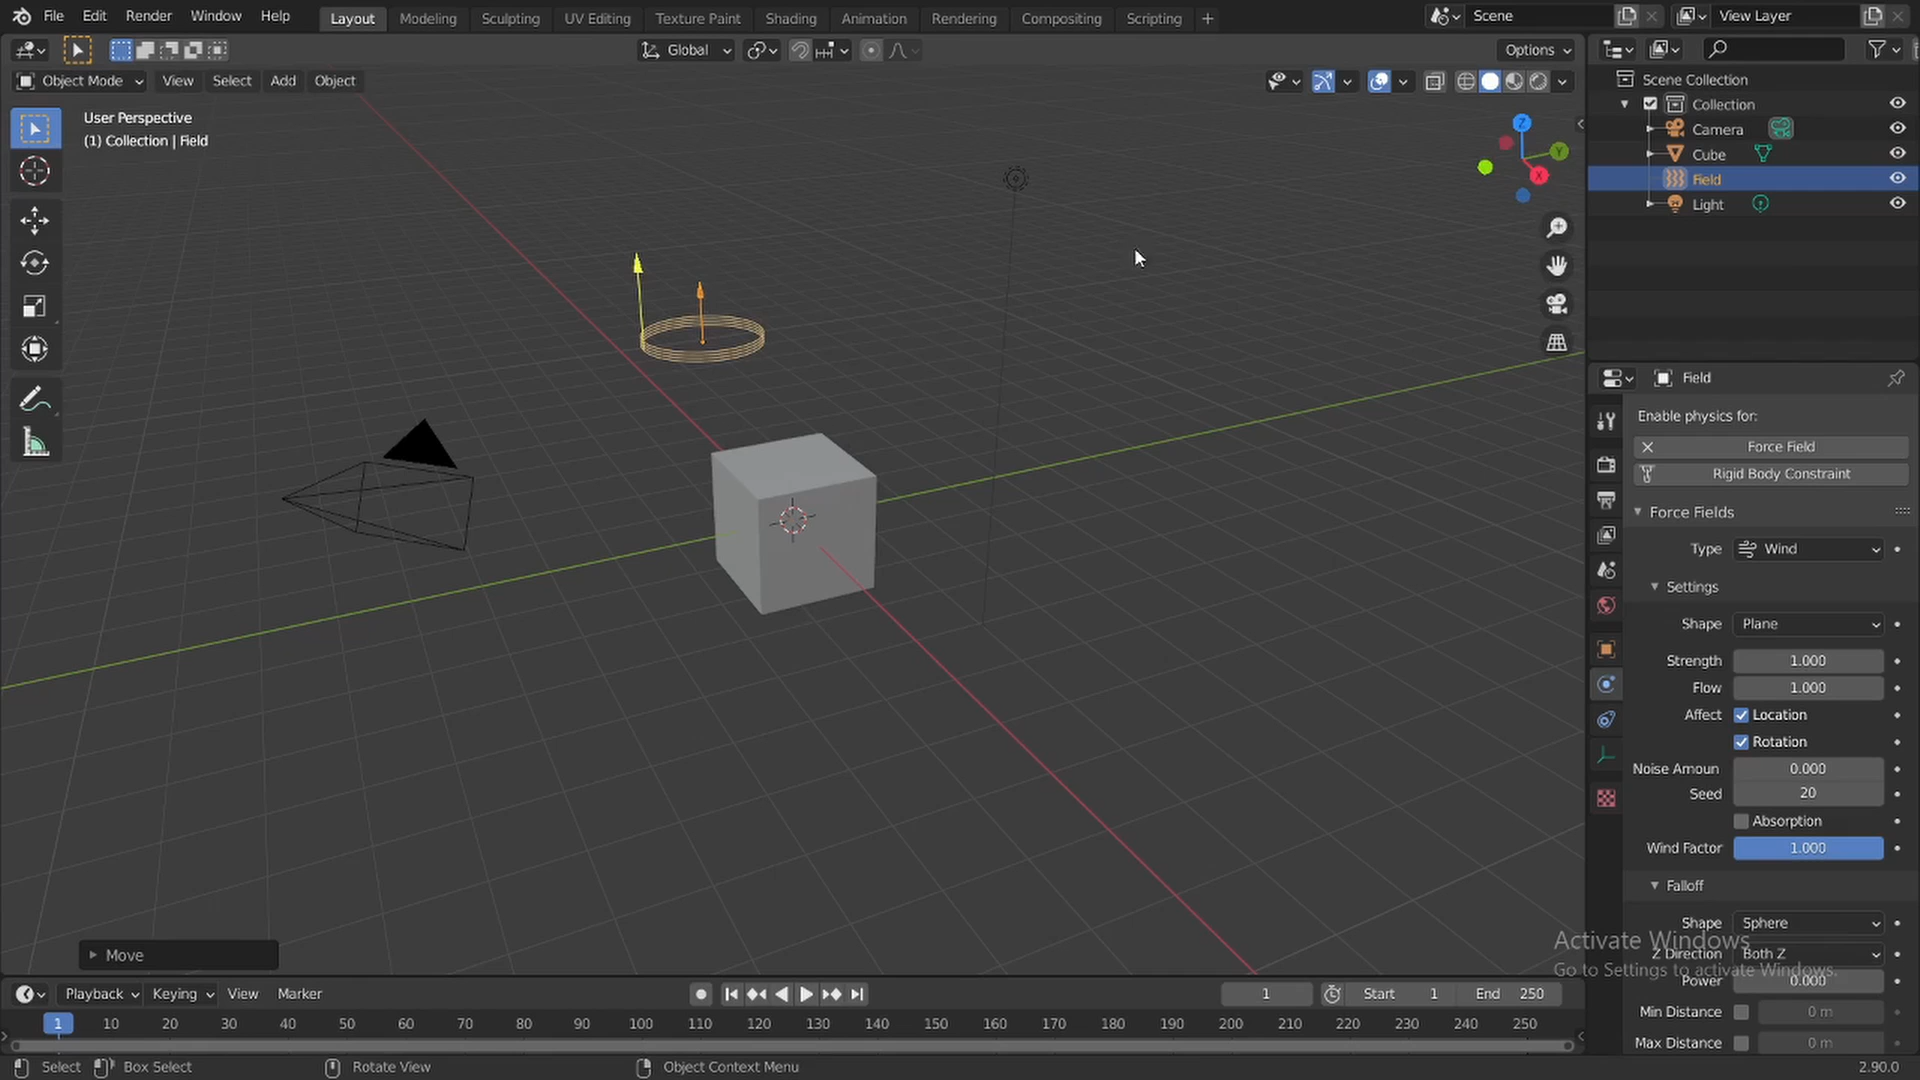 File Edit Render Window Help Layout Modeling Sculpting UV Editing Texture Paint Shading Animation Rendering Compositing Scripting + Scene View Layer
Global Options
Object Mode View Select Add Object
User Perspective
(1) Collection | Field
Z
Y
X
Scene Collection
Collection
Camera
Cube
Field
Light
Field
Enable physics for:
Force Field
Rigid Body Constraint
Force Fields
Type Wind
Settings
Shape Plane
Strength 1.000
Flow 1.000
Affect Location
Rotation
Noise Amoun 0.000
Seed 20
Absorption
Wind Factor 1.000
Falloff
Shape Sphere
Activate Windows
Z Direction Both Z
Go to Settings to activate Windows.
Power 0.000
Min Distance 0 m
Max Distance 0 m
Move
Playback Keying View Marker 1 Start 1 End 250
1 10 20 30 40 50 60 70 80 90 100 110 120 130 140 150 160 170 180 190 200 210 220 230 240 250
Select Box Select Rotate View Object Context Menu 2.90.0